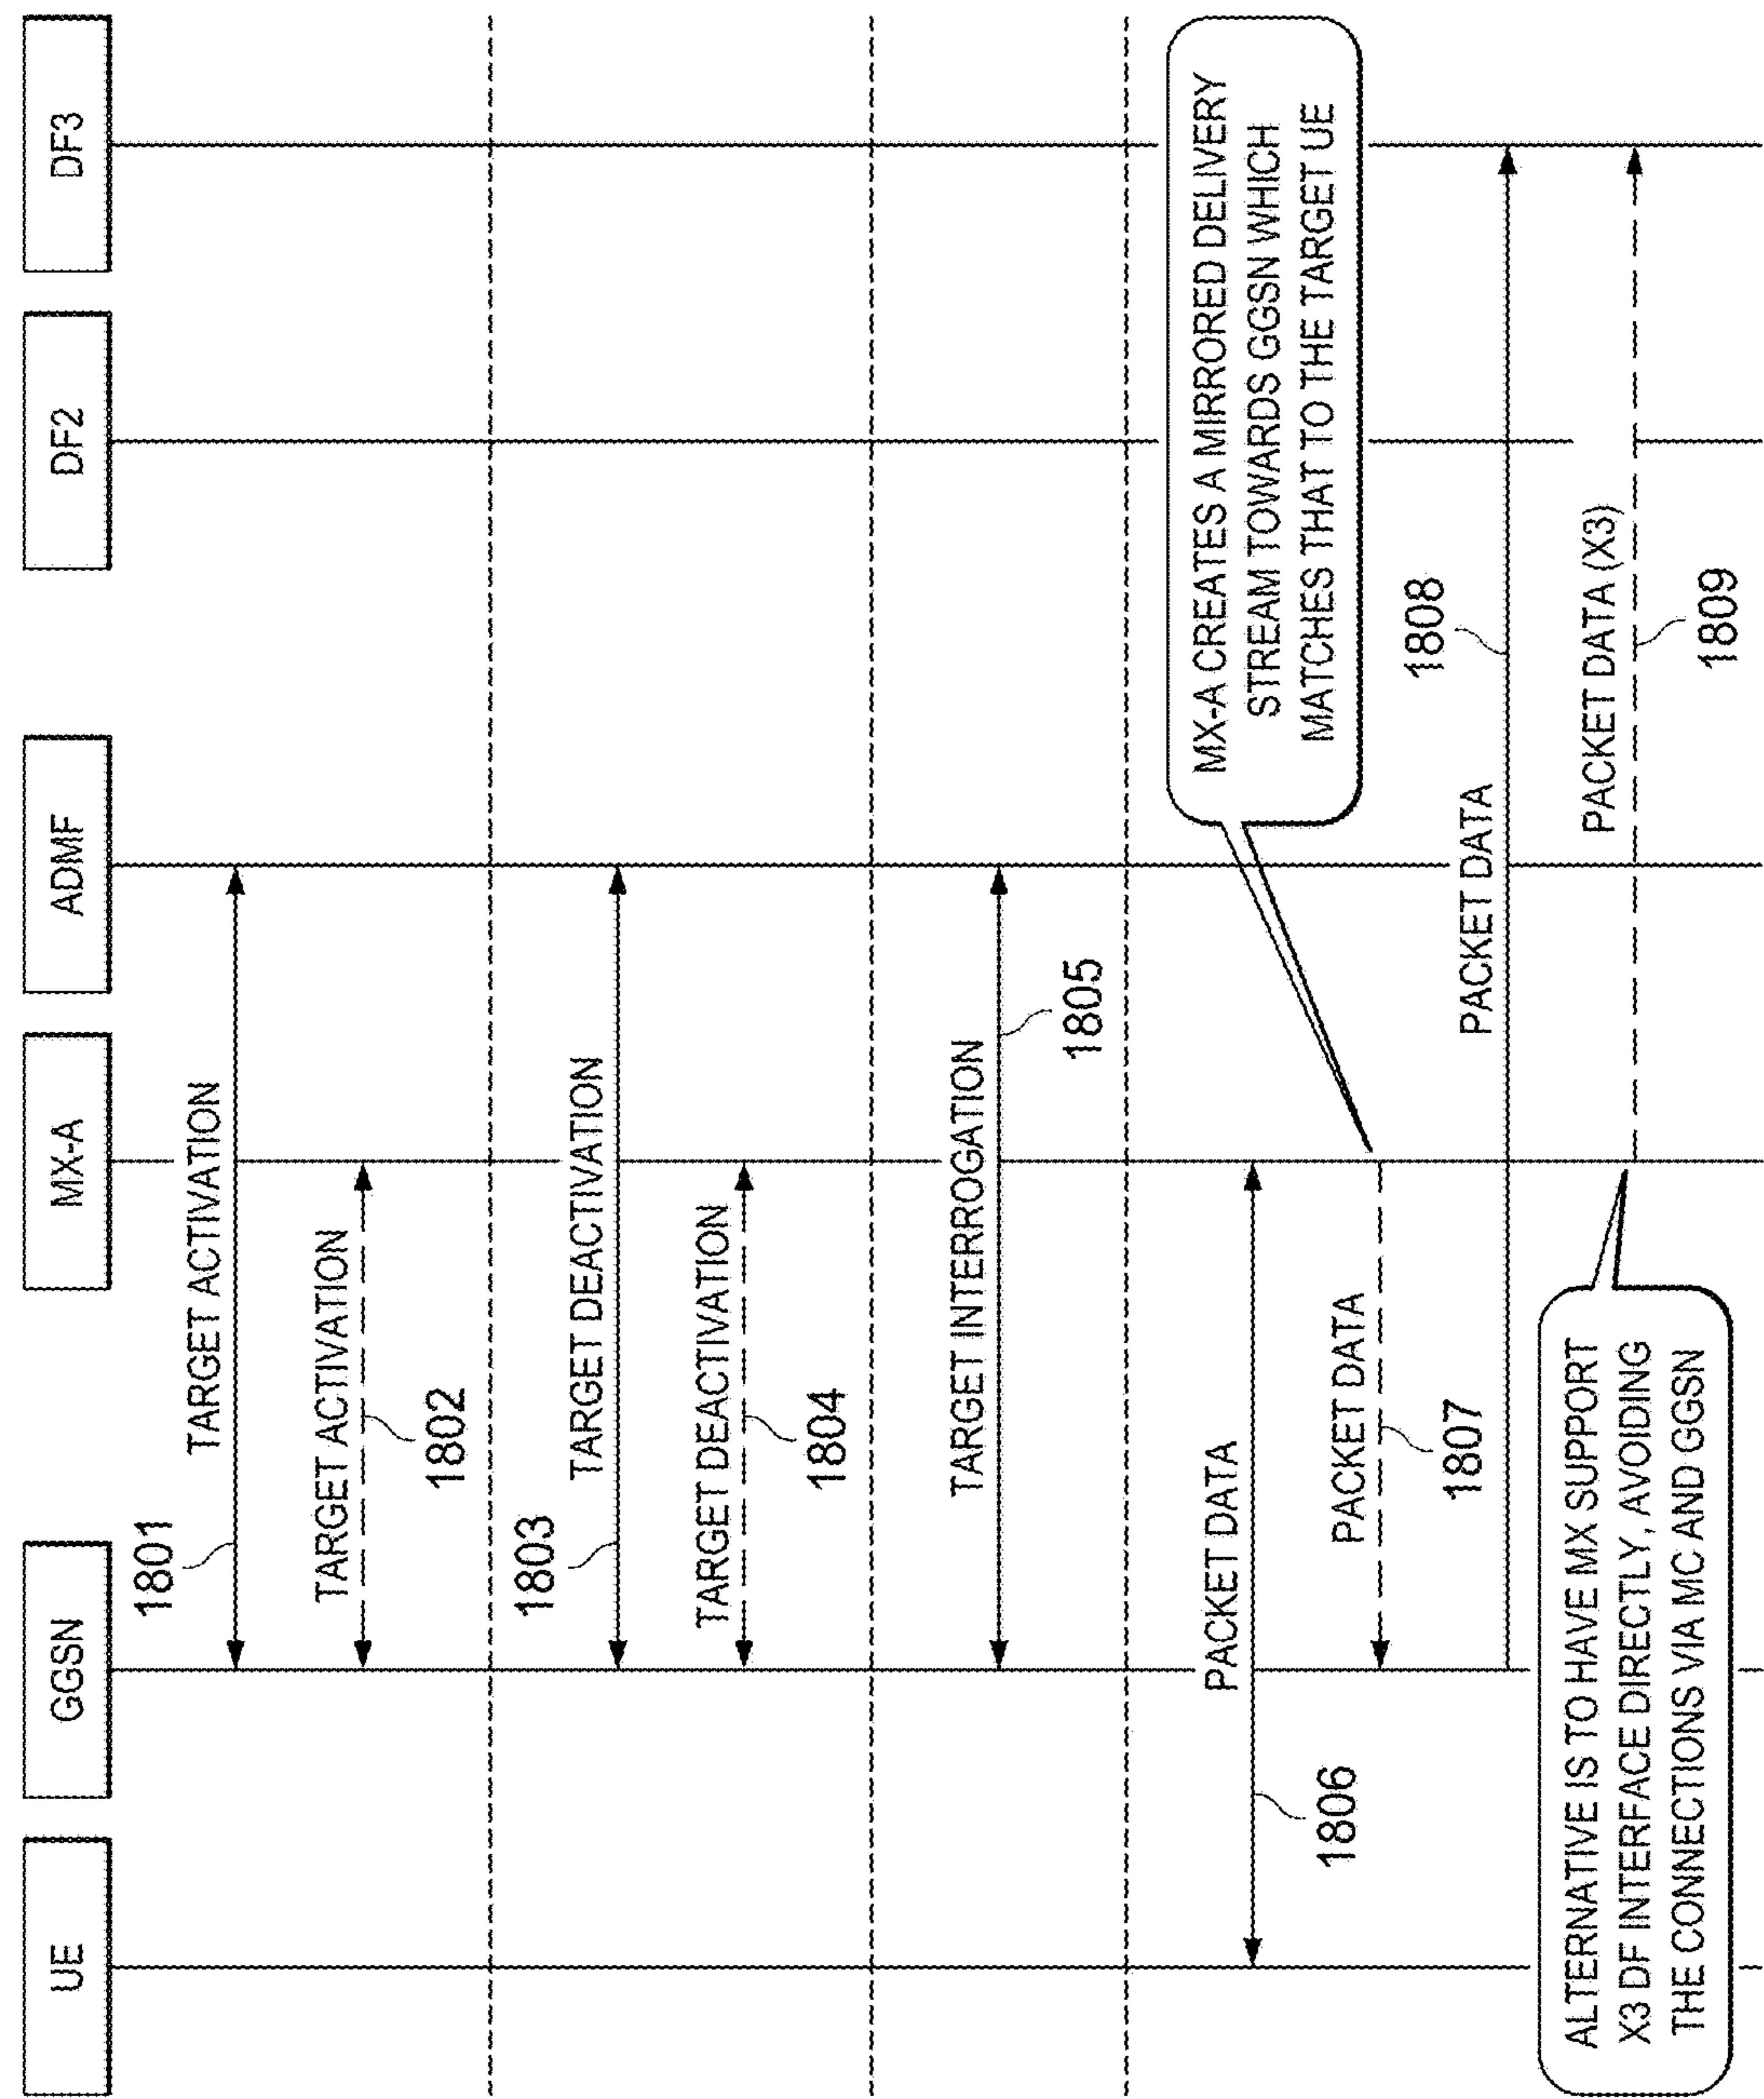 UE
GGSN
MX-A
ADMF
DF2
DF3
1801
TARGET ACTIVATION
TARGET ACTIVATION
1802
1803
TARGET DEACTIVATION
TARGET DEACTIVATION
1804
TARGET INTERROGATION
1805
PACKET DATA
1806
MX-A CREATES A MIRRORED DELIVERY
STREAM TOWARDS GGSN WHICH
MATCHES THAT TO THE TARGET UE
PACKET DATA
1807
PACKET DATA
1808
ALTERNATIVE IS TO HAVE MX SUPPORT
X3 DF INTERFACE DIRECTLY, AVOIDING
THE CONNECTIONS VIA MC AND GGSN
PACKET DATA (X3)
1809